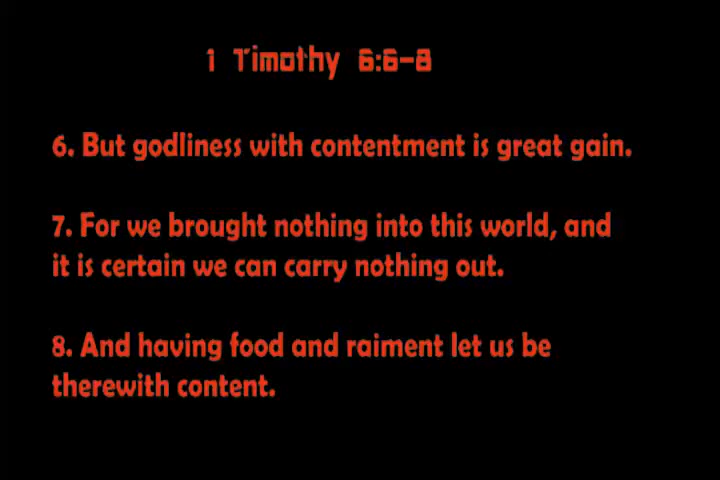 1 Timothy 6:6-8
6. But godliness with contentment is great gain.
7. For we brought nothing into this world, and
it is certain we can carry nothing out.
8. And having food and raiment let us be
therewith content.